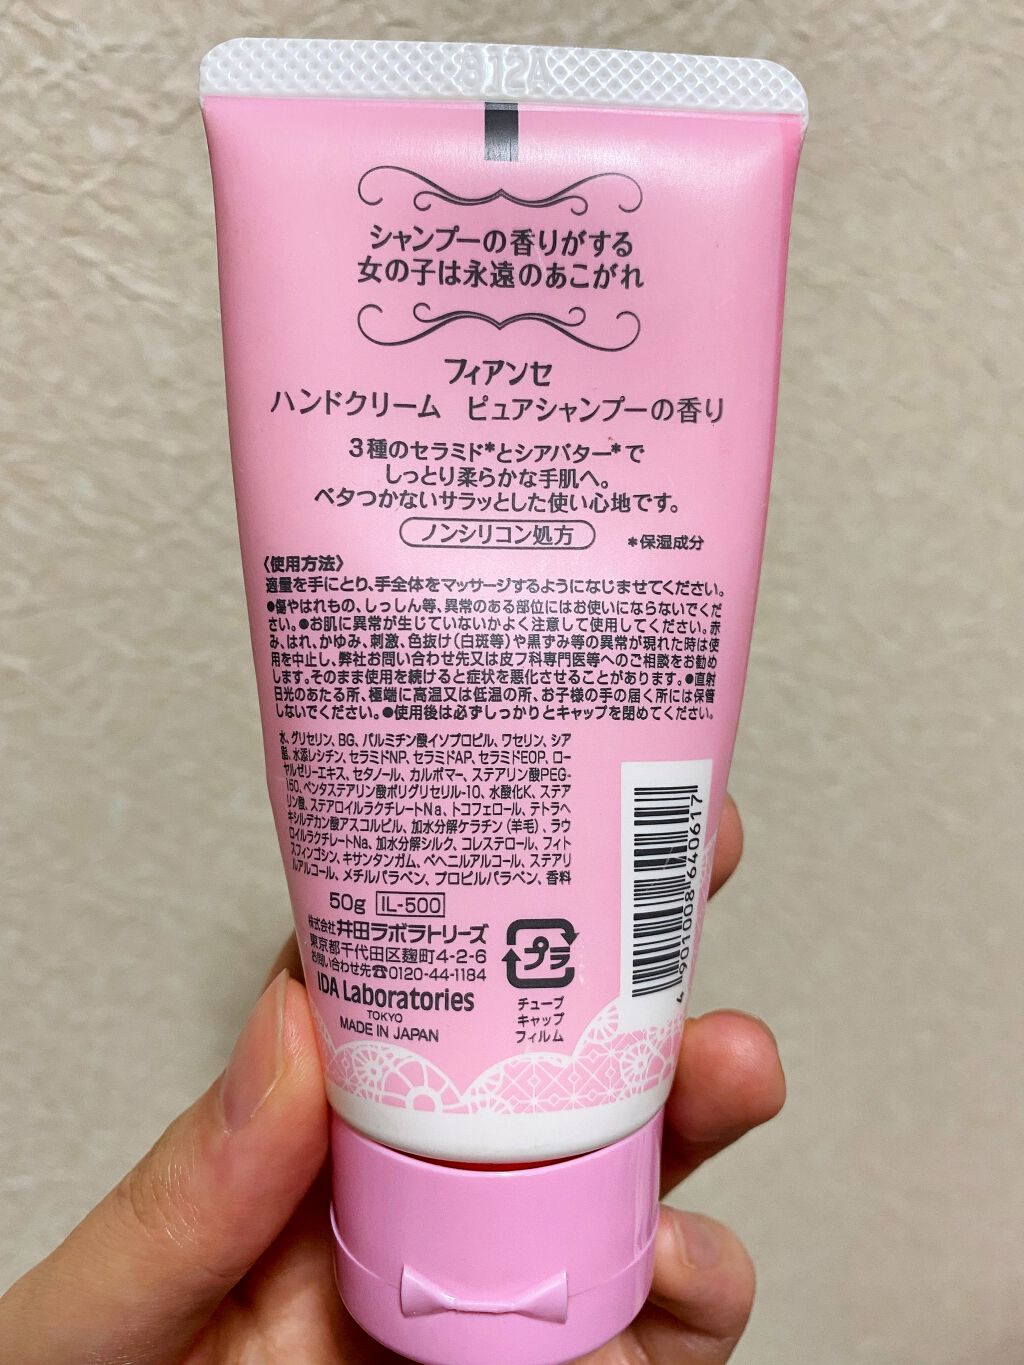 312A
シャンプーの香りがする
女の子は永遠のあこがれ
フィアンセ
ハンドクリーム ピュアシャンプーの香り
3種のセラミド*とシアバター*で
しっとり柔らかな手肌へ。
ベタつかないサラッとした使い心地です。
ノンシリコン処方
*保湿成分
〈使用方法〉
適量を手にとり、手全体をマッサージするようになじませてください。
●傷やはれもの、しっしん等、異常のある部位にはお使いにならないでくだ
さい。●お肌に異常が生じていないかよく注意して使用してください。赤
み、はれ、かゆみ、刺激、色抜け(白斑等)や黒ずみ等の異常が現れた時は使
用を中止し、弊社お問い合わせ先又は皮フ科専門医等へのご相談をお勧め
します。そのまま使用を続けると症状を悪化させることがあります。●直射
日光のあたる所、極端に高温又は低温の所、お子様の手の届く所には保管
しないでください。●使用後は必ずしっかりとキャップを閉めてください。
水、グリセリン、BG、パルミチン酸イソプロピル、ワセリン、シア
脂、水添レシチン、セラミドNP、セラミドAP、セラミドEOP、ロー
ヤルゼリーエキス、セタノール、カルボマー、ステアリン酸PEG-
150、ペンタステアリン酸ポリグリセリル-10、水酸化K、ステア
リン酸、ステアロイルラクチレートNa、トコフェロール、テトラヘ
キシルデカン酸アスコルビル、加水分解ケラチン(羊毛)、ラウ
ロイルラクチレートNa、加水分解シルク、コレステロール、フィト
スフィンゴシン、キサンタンガム、ベヘニルアルコール、ステアリ
ルアルコール、メチルパラベン、プロピルパラベン、香料
50g IL-500
株式会社 井田ラボラトリーズ
東京都千代田区麹町4-2-6
お問い合わせ先☎0120-44-1184
IDA Laboratories
TOKYO
MADE IN JAPAN
プラ
チューブ
キャップ
フィルム
4 901008 640617